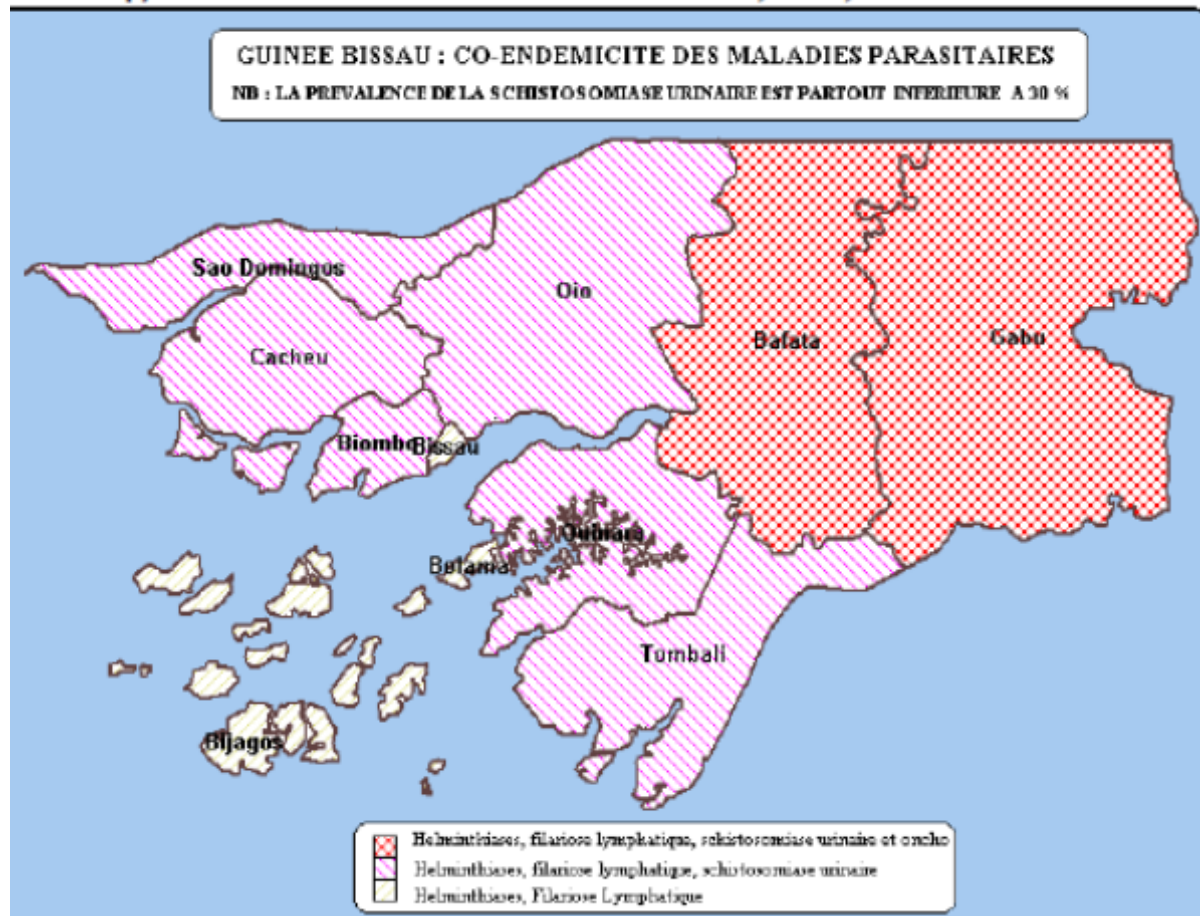 GUINEE BISSAU : CO-ENDEMICITE DES MALADIES PARASITAIRES
NB : LA PREVALENCE DE LA SCHISTOSOMIASE URINAIRE EST PARTOUT INFERIEURE A 30 %
Sao Domingos
Oio
Bafata
Gabu
Cacheu
Biombo
Bissau
Bolama
Tombali
Bijagos
Helminthiases, filariose lymphatique, schistosomiase urinaire et oncho
Helminthiases, filariose lymphatique, schistosomiase urinaire
Helminthiases, Filariose Lymphatique